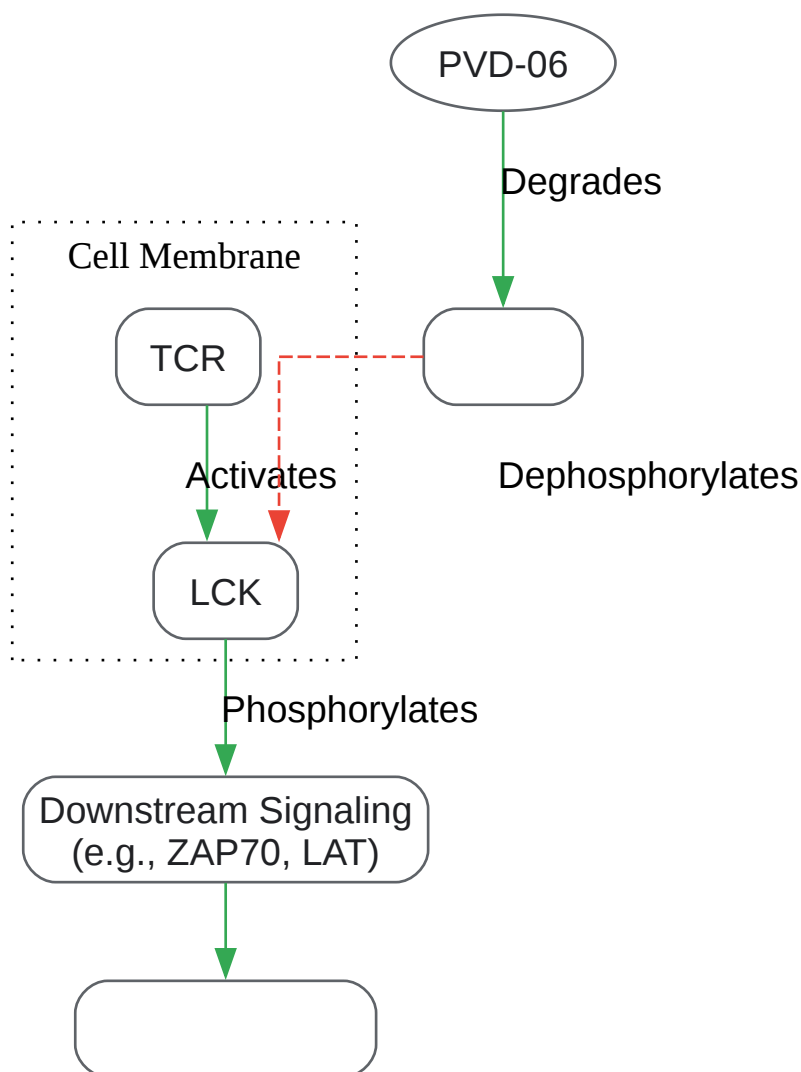 PVD-06
Degrades
Cell Membrane
TCR
Activates
Dephosphorylates
LCK
Phosphorylates
Downstream Signaling
(e.g., ZAP70, LAT)